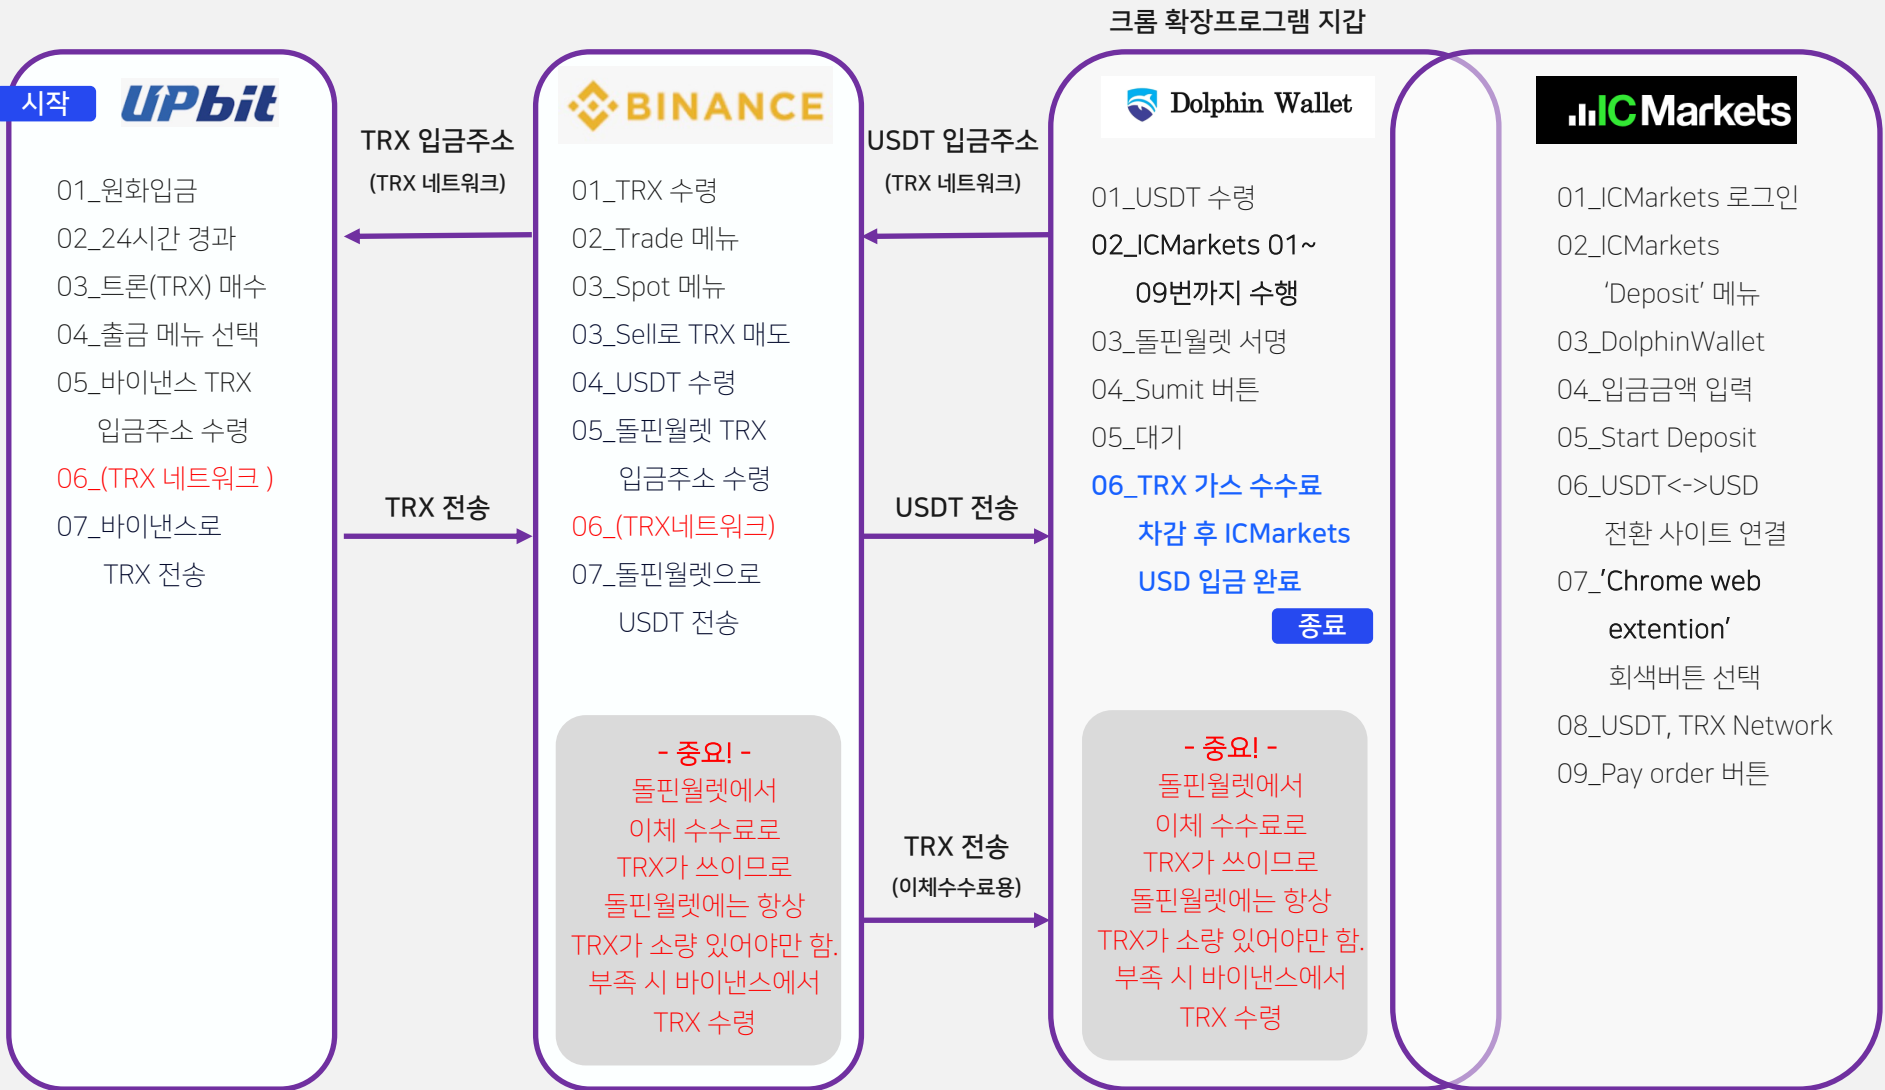 크롬 확장프로그램 지갑
시작
UPbit
01_원화입금
02_24시간 경과
03_트론(TRX) 매수
04_출금 메뉴 선택
05_바이낸스 TRX
입금주소 수령
06_(TRX 네트워크 )
07_바이낸스로
TRX 전송
TRX 입금주소
(TRX 네트워크)
TRX 전송
BINANCE
01_TRX 수령
02_Trade 메뉴
03_Spot 메뉴
03_Sell로 TRX 매도
04_USDT 수령
05_돌핀월렛 TRX
입금주소 수령
06_(TRX네트워크)
07_돌핀월렛으로
USDT 전송
- 중요! -
돌핀월렛에서
이체 수수료로
TRX가 쓰이므로
돌핀월렛에는 항상
TRX가 소량 있어야만 함.
부족 시 바이낸스에서
TRX 수령
USDT 입금주소
(TRX 네트워크)
USDT 전송
TRX 전송
(이체수수료용)
Dolphin Wallet
01_USDT 수령
02_ICMarkets 01~
09번까지 수행
03_돌핀월렛 서명
04_Sumit 버튼
05_대기
06_TRX 가스 수수료
차감 후 ICMarkets
USD 입금 완료
종료
- 중요! -
돌핀월렛에서
이체 수수료로
TRX가 쓰이므로
돌핀월렛에는 항상
TRX가 소량 있어야만 함.
부족 시 바이낸스에서
TRX 수령
ICMarkets
01_ICMarkets 로그인
02_ICMarkets
‘Deposit’ 메뉴
03_DolphinWallet
04_입금금액 입력
05_Start Deposit
06_USDT<->USD
전환 사이트 연결
07_’Chrome web
extention’
회색버튼 선택
08_USDT, TRX Network
09_Pay order 버튼